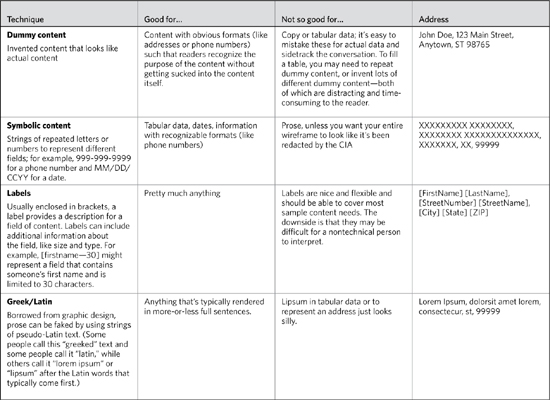 Technique
Good for...
Not so good for...
Address
Dummy content
Invented content that looks like
actual content
Content with obvious formats (like
addresses or phone numbers)
such that readers recognize the
purpose of the content without
getting sucked into the content
itself.
Copy or tabular data; it's easy to
mistake these for actual data and
sidetrack the conversation. To
fill a table, you may need to repeat
dummy content, or invent lots
of different dummy content—both
of which are distracting and time-
consuming to the reader.
John Doe, 123 Main Street,
Anytown, ST 98765
Symbolic content
Strings of repeated letters or
numbers to represent different
fields; for example, 999-999-9999
for a phone number and MM/DD/
CCYY for a date.
Tabular data, dates, information
with recognizable formats (like
phone numbers)
Prose, unless you want your entire
wireframe to look like it's been
redacted by the CIA
XXXXXXXXX XXXXXXXX,
XXXXXXXX XXXXXXXXXXXXXX,
XXXXXXX, XX, 99999
Labels
Usually enclosed in brackets, a
label provides a description for a
field of content. Labels can include
additional information about
the field, like size and type. For
example, [firstname—30] might
represent a field that contains
someone's first name and is
limited to 30 characters.
Pretty much anything
Labels are nice and flexible and
should be able to cover most
sample content needs. The
downside is that they may be
difficult for a nontechnical person
to interpret.
[FirstName] [LastName],
[StreetNumber] [StreetName],
[City] [State] [ZIP]
Greek/Latin
Borrowed from graphic design,
prose can be faked by using strings
of pseudo-Latin text. (Some
people call this "greeked" text and
some people call it "latin," while
others call it "lorem ipsum" or
"lipsum" after the Latin words that
typically come first.)
Anything that's typically rendered
in more-or-less full sentences.
Lipsum in tabular data or to
represent an address just looks
silly.
Lorem Ipsum, dolorsit amet lorem,
consectecur, st, 99999